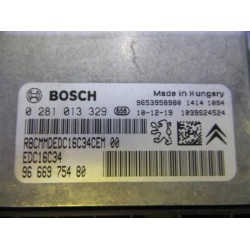 BOSCH
Made in Hungary
9653958980 1414 1094
0 281 013 329
10-12-19 1039S24524
RBCMMDEDC16C34CEM 00
EDC16C34
96 669 754 80